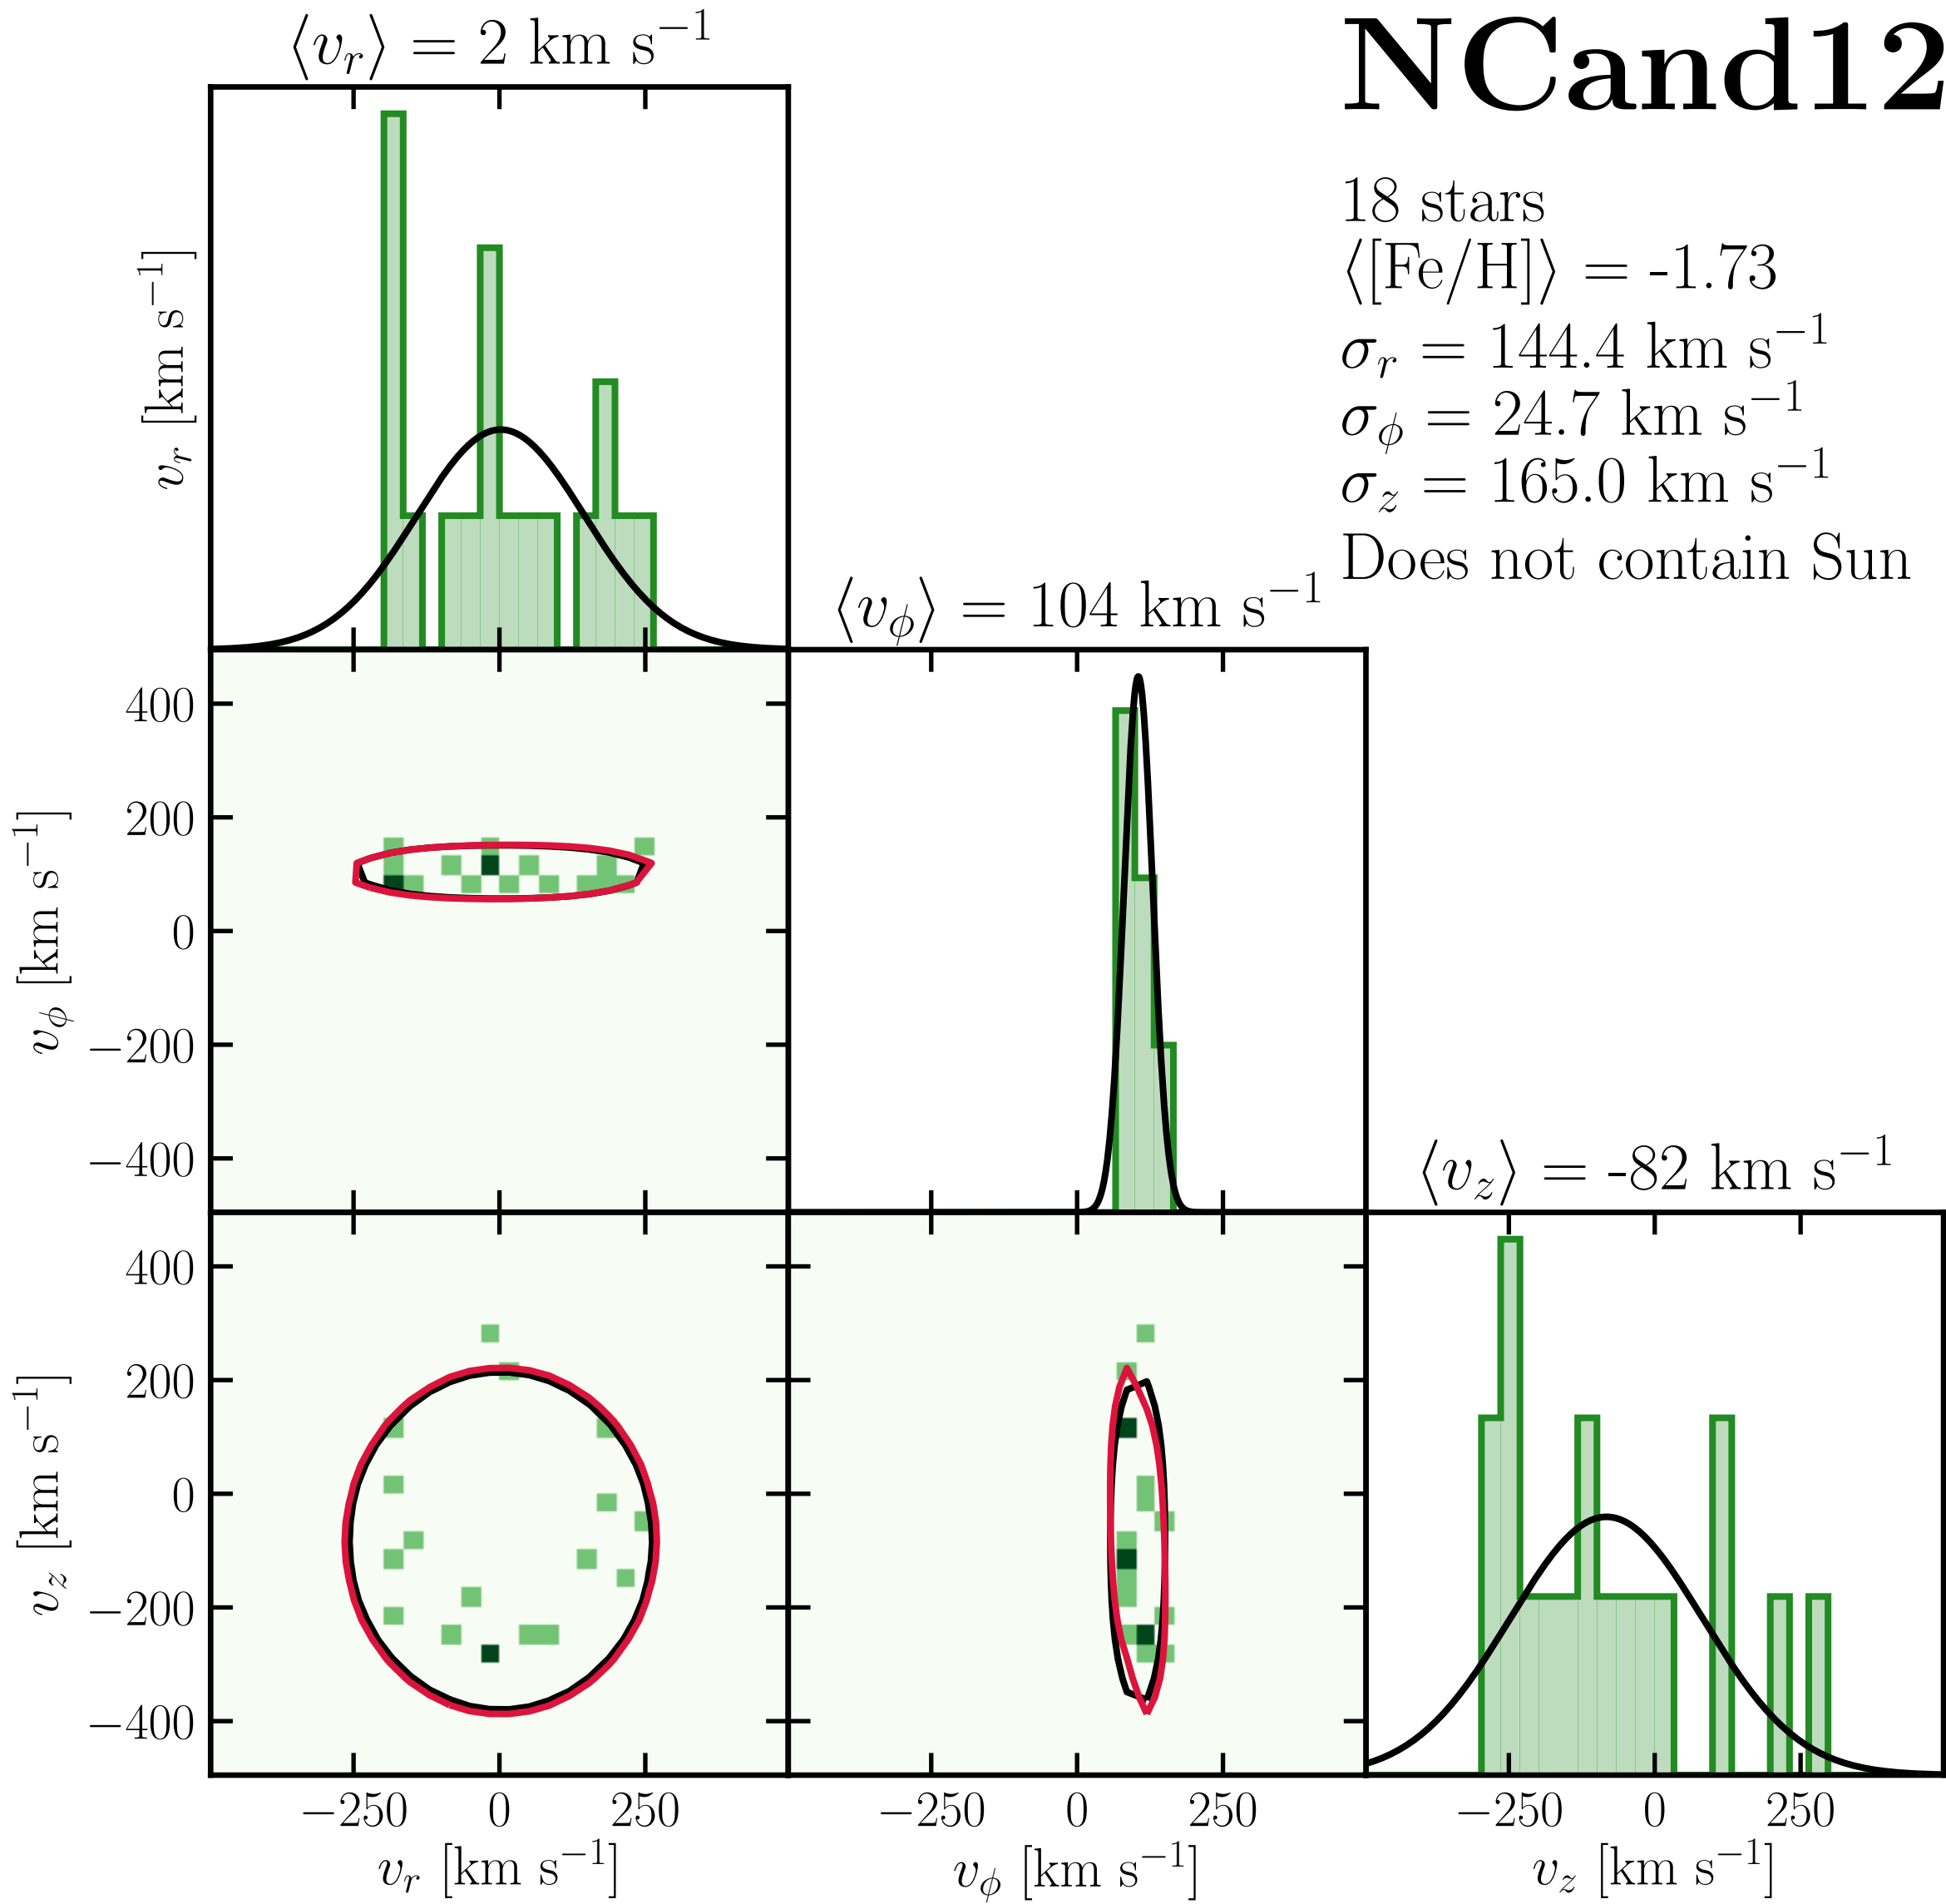 ⟨v_r⟩ = 2 km s⁻¹
NCand12
18 stars
⟨[Fe/H]⟩ = -1.73
σ_r = 144.4 km s⁻¹
σ_ϕ = 24.7 km s⁻¹
σ_z = 165.0 km s⁻¹
Does not contain Sun
v_r [km s⁻¹]
⟨v_ϕ⟩ = 104 km s⁻¹
v_ϕ [km s⁻¹]
400
200
0
−200
−400
⟨v_z⟩ = -82 km s⁻¹
v_z [km s⁻¹]
400
200
0
−200
−400
−250 0 250
−250 0 250
−250 0 250
v_r [km s⁻¹]
v_ϕ [km s⁻¹]
v_z [km s⁻¹]